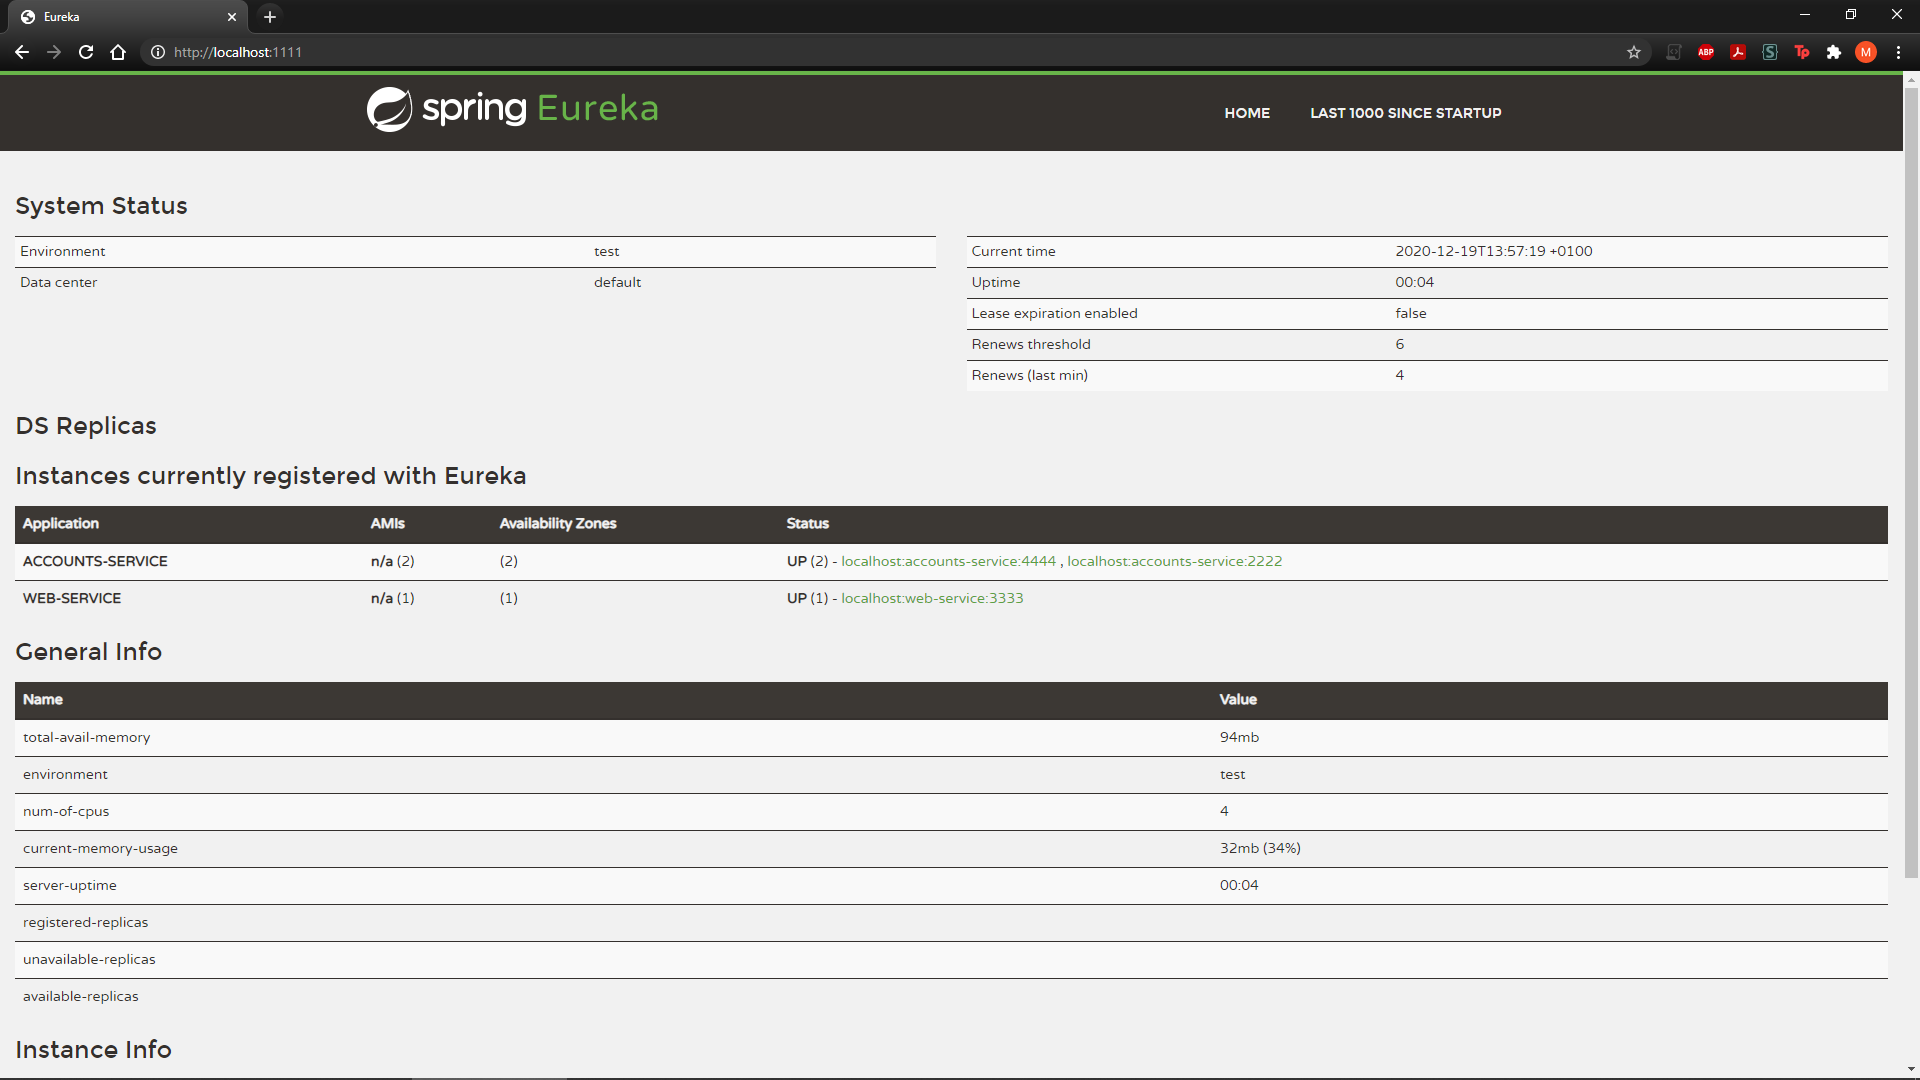 Eureka
http://localhost:1111
ABP
M
spring Eureka
HOME
LAST 1000 SINCE STARTUP
System Status
Environment test
Data center default
Current time 2020-12-19T13:57:19 +0100
Uptime 00:04
Lease expiration enabled false
Renews threshold 6
Renews (last min) 4
DS Replicas
Instances currently registered with Eureka
Application AMIs Availability Zones Status
ACCOUNTS-SERVICE n/a (2) (2) UP (2) - localhost:accounts-service:4444 , localhost:accounts-service:2222
WEB-SERVICE n/a (1) (1) UP (1) - localhost:web-service:3333
General Info
Name Value
total-avail-memory 94mb
environment test
num-of-cpus 4
current-memory-usage 32mb (34%)
server-uptime 00:04
registered-replicas
unavailable-replicas
available-replicas
Instance Info